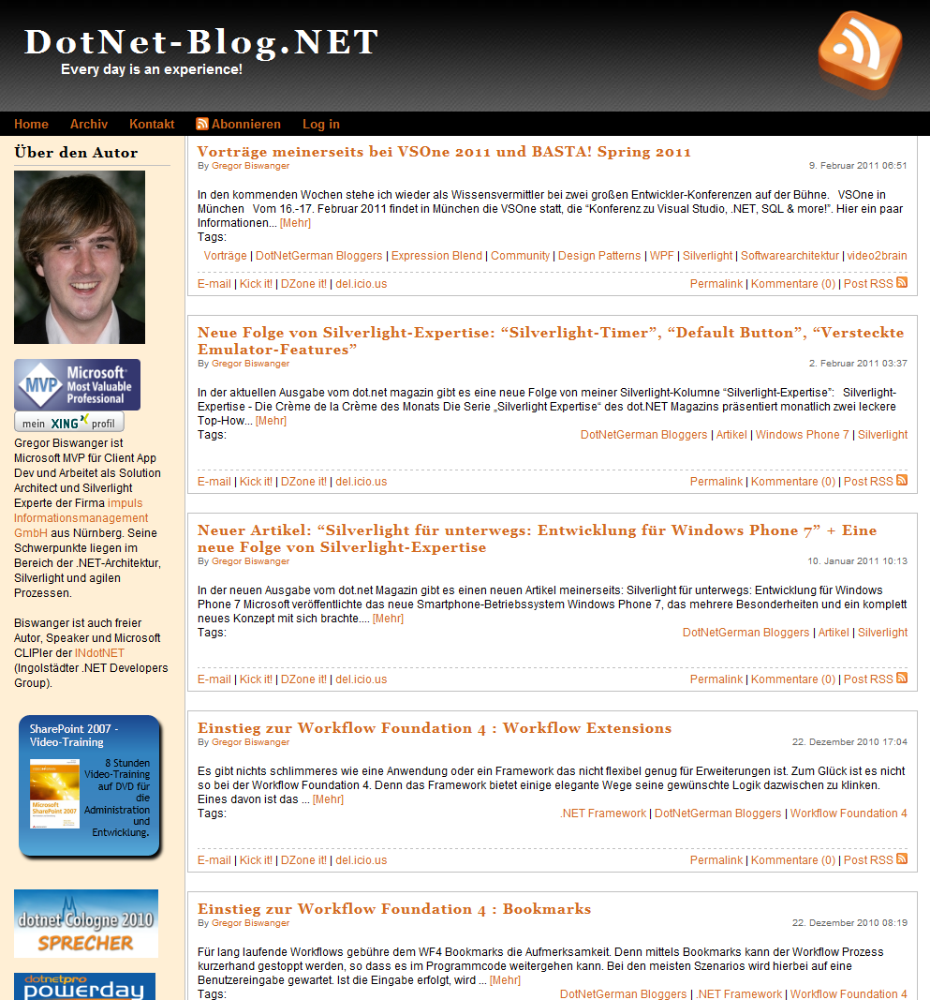 DotNet-Blog.NET
Every day is an experience!
Home Archiv Kontakt Abonnieren Log in
Über den Autor
MVP Microsoft®
Most Valuable
Professional
mein XING profil
Gregor Biswanger ist
Microsoft MVP für Client App
Dev und Arbeitet als Solution
Architect und Silverlight
Experte der Firma impuls
Informationsmanagement
GmbH aus Nürnberg. Seine
Schwerpunkte liegen im
Bereich der .NET-Architektur,
Silverlight und agilen
Prozessen.
Biswanger ist auch freier
Autor, Speaker und Microsoft
CLIPler der INdotNET
(Ingolstädter .NET Developers
Group).
SharePoint 2007 -
Video-Training
Microsoft
SharePoint 2007
8 Stunden
Video-Training
auf DVD für
die
Administration
und
Entwicklung.
dotnet Cologne 2010
SPRECHER
dotnetpro
powerday
Vorträge meinerseits bei VSOne 2011 und BASTA! Spring 2011
By Gregor Biswanger 9. Februar 2011 06:51
In den kommenden Wochen stehe ich wieder als Wissensvermittler bei zwei großen Entwickler-Konferenzen auf der Bühne. VSOne in
München Vom 16.-17. Februar 2011 findet in München die VSOne statt, die “Konferenz zu Visual Studio, .NET, SQL & more!”. Hier ein paar
Informationen... [Mehr]
Tags:
Vorträge | DotNetGerman Bloggers | Expression Blend | Community | Design Patterns | WPF | Silverlight | Softwarearchitektur | video2brain
E-mail | Kick it! | DZone it! | del.icio.us Permalink | Kommentare (0) | Post RSS
Neue Folge von Silverlight-Expertise: “Silverlight-Timer”, “Default Button”, “Versteckte
Emulator-Features”
By Gregor Biswanger 2. Februar 2011 03:37
In der aktuellen Ausgabe vom dot.net magazin gibt es eine neue Folge von meiner Silverlight-Kolumne “Silverlight-Expertise”: Silverlight-
Expertise - Die Crème de la Crème des Monats Die Serie „Silverlight Expertise“ des dot.NET Magazins präsentiert monatlich zwei leckere
Top-How... [Mehr]
Tags: DotNetGerman Bloggers | Artikel | Windows Phone 7 | Silverlight
E-mail | Kick it! | DZone it! | del.icio.us Permalink | Kommentare (0) | Post RSS
Neuer Artikel: “Silverlight für unterwegs: Entwicklung für Windows Phone 7” + Eine
neue Folge von Silverlight-Expertise
By Gregor Biswanger 10. Januar 2011 10:13
In der neuen Ausgabe vom dot.net Magazin gibt es einen neuen Artikel meinerseits: Silverlight für unterwegs: Entwicklung für Windows
Phone 7 Microsoft veröffentlichte das neue Smartphone-Betriebssystem Windows Phone 7, das mehrere Besonderheiten und ein komplett
neues Konzept mit sich brachte.... [Mehr]
Tags: DotNetGerman Bloggers | Artikel | Silverlight
E-mail | Kick it! | DZone it! | del.icio.us Permalink | Kommentare (0) | Post RSS
Einstieg zur Workflow Foundation 4 : Workflow Extensions
By Gregor Biswanger 22. Dezember 2010 17:04
Es gibt nichts schlimmeres wie eine Anwendung oder ein Framework das nicht flexibel genug für Erweiterungen ist. Zum Glück ist es nicht
so bei der Workflow Foundation 4. Denn das Framework bietet einige elegante Wege seine gewünschte Logik dazwischen zu klinken.
Eines davon ist das ... [Mehr]
Tags: .NET Framework | DotNetGerman Bloggers | Workflow Foundation 4
E-mail | Kick it! | DZone it! | del.icio.us Permalink | Kommentare (0) | Post RSS
Einstieg zur Workflow Foundation 4 : Bookmarks
By Gregor Biswanger 22. Dezember 2010 08:19
Für lang laufende Workflows gebühre dem WF4 Bookmarks die Aufmerksamkeit. Denn mittels Bookmarks kann der Workflow Prozess
kurzerhand gestoppt werden, so dass es im Programmcode weitergehen kann. Bei den meisten Szenarios wird hierbei auf eine
Benutzereingabe gewartet. Ist die Eingabe erfolgt, wird ... [Mehr]
Tags: DotNetGerman Bloggers | .NET Framework | Workflow Foundation 4